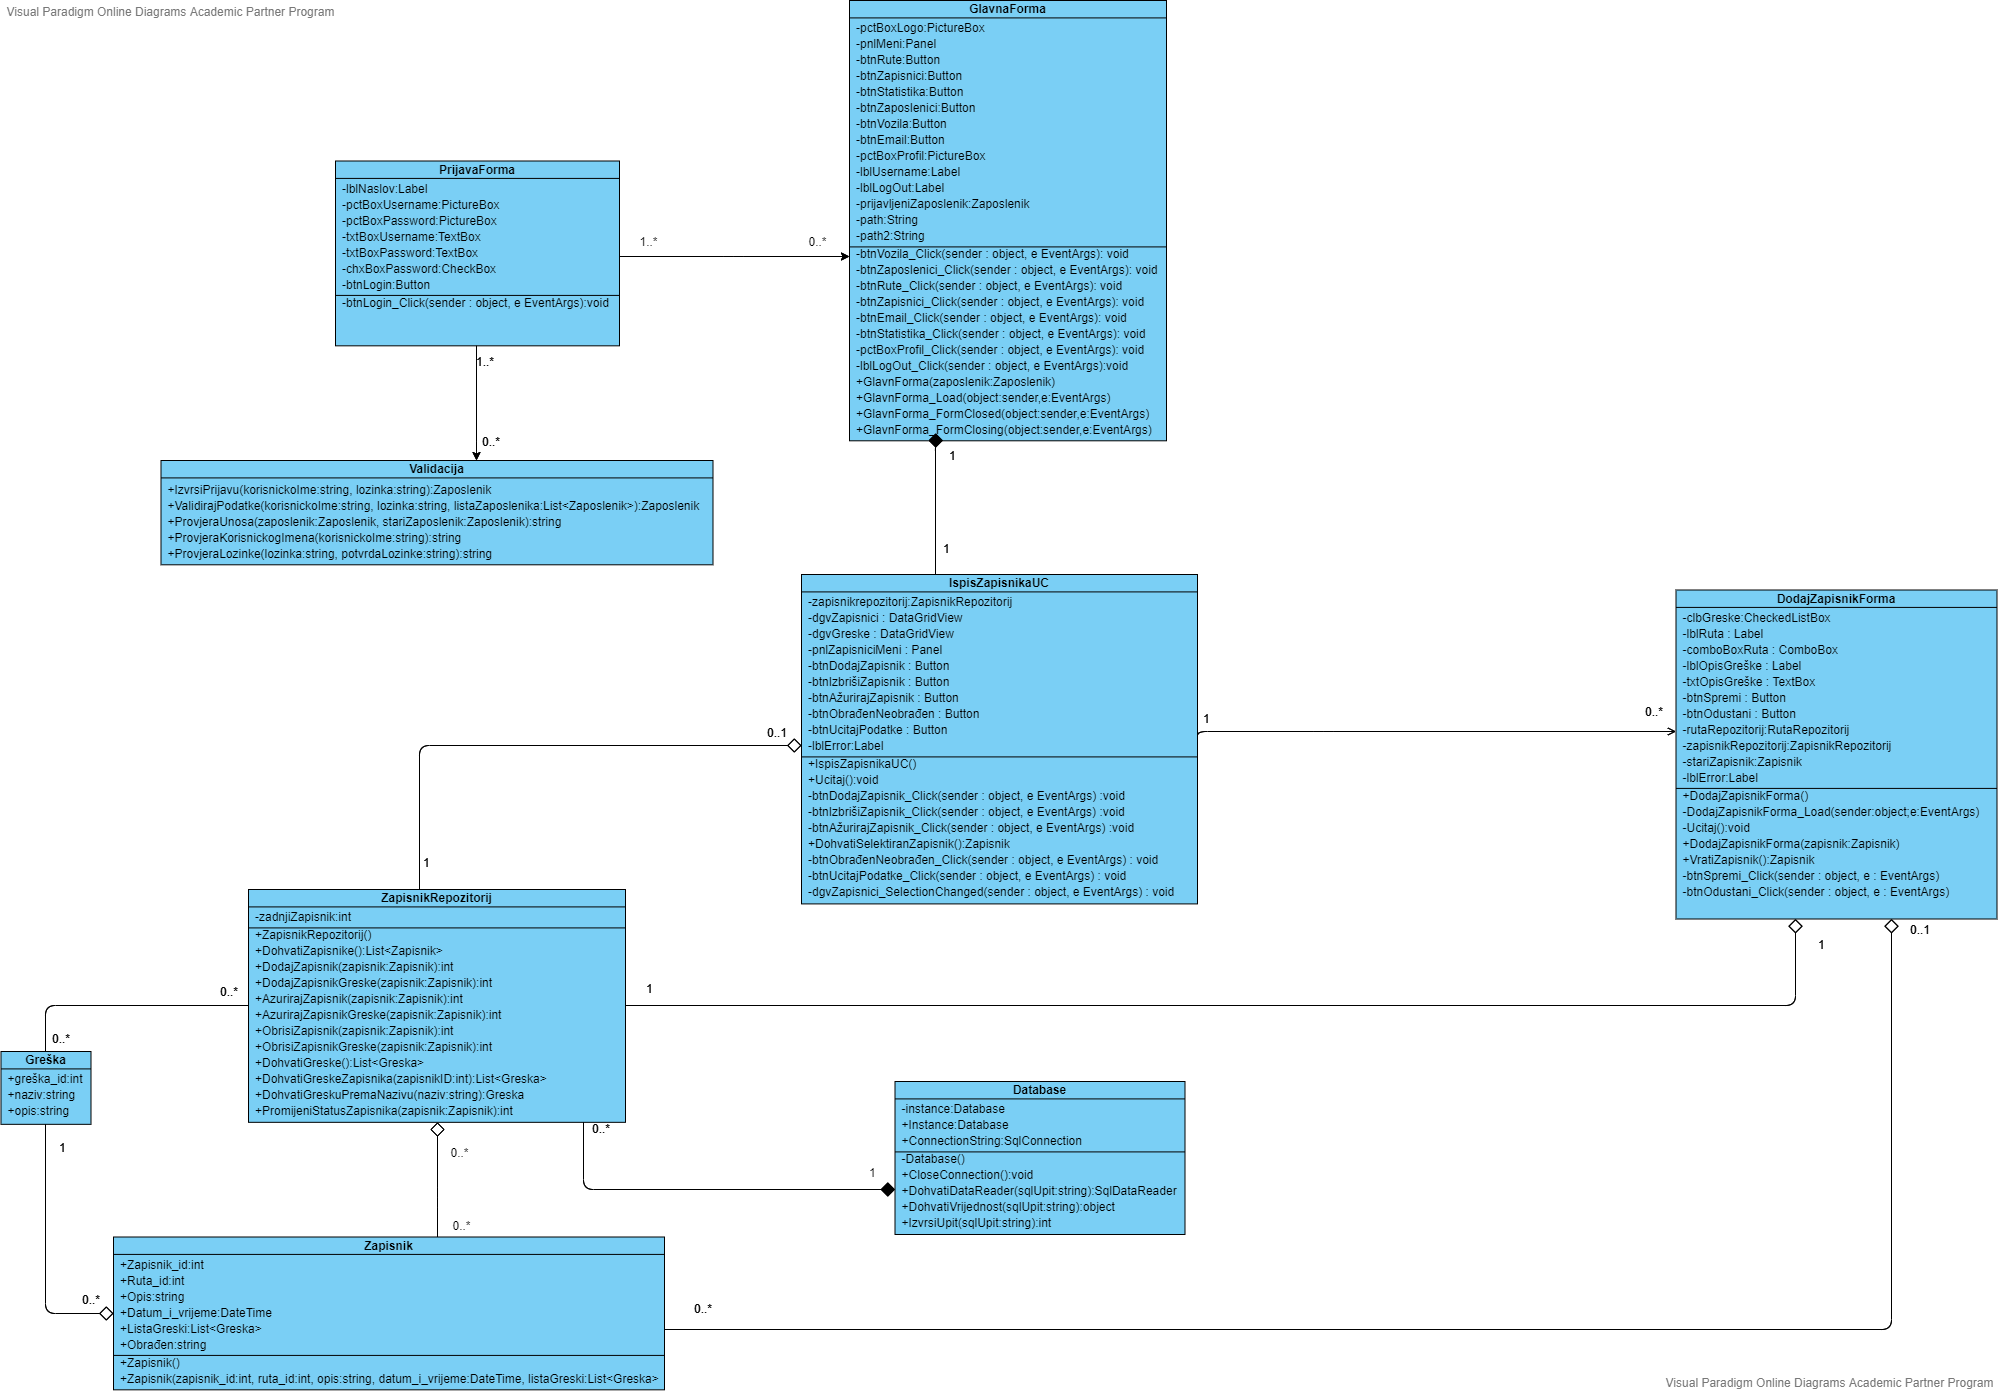 Visual Paradigm Online Diagrams Academic Partner Program
GlavnaForma
-pctBoxLogo:PictureBox
-pnlMeni:Panel
-btnRute:Button
-btnZapisnici:Button
-btnStatistika:Button
-btnZaposlenici:Button
-btnVozila:Button
-btnEmail:Button
-pctBoxProfil:PictureBox
-lblUsername:Label
-lblLogOut:Label
-prijavljeniZaposlenik:Zaposlenik
-path:String
-path2:String
-btnVozila_Click(sender : object, e EventArgs): void
-btnZaposlenici_Click(sender : object, e EventArgs): void
-btnRute_Click(sender : object, e EventArgs): void
-btnZapisnici_Click(sender : object, e EventArgs): void
-btnEmail_Click(sender : object, e EventArgs): void
-btnStatistika_Click(sender : object, e EventArgs): void
-pctBoxProfil_Click(sender : object, e EventArgs): void
-lblLogOut_Click(sender : object, e EventArgs):void
+GlavnForma(zaposlenik:Zaposlenik)
+GlavnForma_Load(object:sender,e:EventArgs)
+GlavnForma_FormClosed(object:sender,e:EventArgs)
+GlavnForma_FormClosing(object:sender,e:EventArgs)
PrijavaForma
-lblNaslov:Label
-pctBoxUsername:PictureBox
-pctBoxPassword:PictureBox
-txtBoxUsername:TextBox
-txtBoxPassword:TextBox
-chxBoxPassword:CheckBox
-btnLogin:Button
-btnLogin_Click(sender : object, e EventArgs):void
1..*
0..*
1..*
0..*
Validacija
+IzvrsiPrijavu(korisnickoIme:string, lozinka:string):Zaposlenik
+ValidirajPodatke(korisnickoIme:string, lozinka:string, listaZaposlenika:List<Zaposlenik>):Zaposlenik
+ProvjeraUnosa(zaposlenik:Zaposlenik, stariZaposlenik:Zaposlenik):string
+ProvjeraKorisnickogImena(korisnickoIme:string):string
+ProvjeraLozinke(lozinka:string, potvrdaLozinke:string):string
1
1
IspisZapisnikaUC
-zapisnikrepozitorij:ZapisnikRepozitorij
-dgvZapisnici : DataGridView
-dgvGreske : DataGridView
-pnlZapisniciMeni : Panel
-btnDodajZapisnik : Button
-btnIzbrišiZapisnik : Button
-btnAžurirajZapisnik : Button
-btnObrađenNeobrađen : Button
-btnUcitajPodatke : Button
-lblError:Label
+IspisZapisnikaUC()
+Ucitaj():void
-btnDodajZapisnik_Click(sender : object, e EventArgs) :void
-btnIzbrišiZapisnik_Click(sender : object, e EventArgs) :void
-btnAžurirajZapisnik_Click(sender : object, e EventArgs) :void
+DohvatiSelektiranZapisnik():Zapisnik
-btnObrađenNeobrađen_Click(sender : object, e EventArgs) : void
-btnUcitajPodatke_Click(sender : object, e EventArgs) : void
-dgvZapisnici_SelectionChanged(sender : object, e EventArgs) : void
1
0..*
DodajZapisnikForma
-clbGreske:CheckedListBox
-lblRuta : Label
-comboBoxRuta : ComboBox
-lblOpisGreške : Label
-txtOpisGreške : TextBox
-btnSpremi : Button
-btnOdustani : Button
-rutaRepozitorij:RutaRepozitorij
-zapisnikRepozitorij:ZapisnikRepozitorij
-stariZapisnik:Zapisnik
-lblError:Label
+DodajZapisnikForma()
-DodajZapisnikForma_Load(sender:object;e:EventArgs)
-Ucitaj():void
+DodajZapisnikForma(zapisnik:Zapisnik)
+VratiZapisnik():Zapisnik
-btnSpremi_Click(sender : object, e : EventArgs)
-btnOdustani_Click(sender : object, e : EventArgs)
0..1
1
1
0..1
ZapisnikRepozitorij
-zadnjiZapisnik:int
+ZapisnikRepozitorij()
+DohvatiZapisnike():List<Zapisnik>
+DodajZapisnik(zapisnik:Zapisnik):int
+DodajZapisnikGreske(zapisnik:Zapisnik):int
+AzurirajZapisnik(zapisnik:Zapisnik):int
+AzurirajZapisnikGreske(zapisnik:Zapisnik):int
+ObrisiZapisnik(zapisnik:Zapisnik):int
+ObrisiZapisnikGreske(zapisnik:Zapisnik):int
+DohvatiGreske():List<Greska>
+DohvatiGreskeZapisnika(zapisnikID:int):List<Greska>
+DohvatiGreskuPremaNazivu(naziv:string):Greska
+PromijeniStatusZapisnika(zapisnik:Zapisnik):int
1
0..*
0..*
Greška
+greška_id:int
+naziv:string
+opis:string
1
0..*
0..*
0..*
1
Database
-instance:Database
+Instance:Database
+ConnectionString:SqlConnection
-Database()
+CloseConnection():void
+DohvatiDataReader(sqlUpit:string):SqlDataReader
+DohvatiVrijednost(sqlUpit:string):object
+IzvrsiUpit(sqlUpit:string):int
0..*
0..*
Zapisnik
+Zapisnik_id:int
+Ruta_id:int
+Opis:string
+Datum_i_vrijeme:DateTime
+ListaGreski:List<Greska>
+Obrađen:string
+Zapisnik()
+Zapisnik(zapisnik_id:int, ruta_id:int, opis:string, datum_i_vrijeme:DateTime, listaGreski:List<Greska>
Visual Paradigm Online Diagrams Academic Partner Program